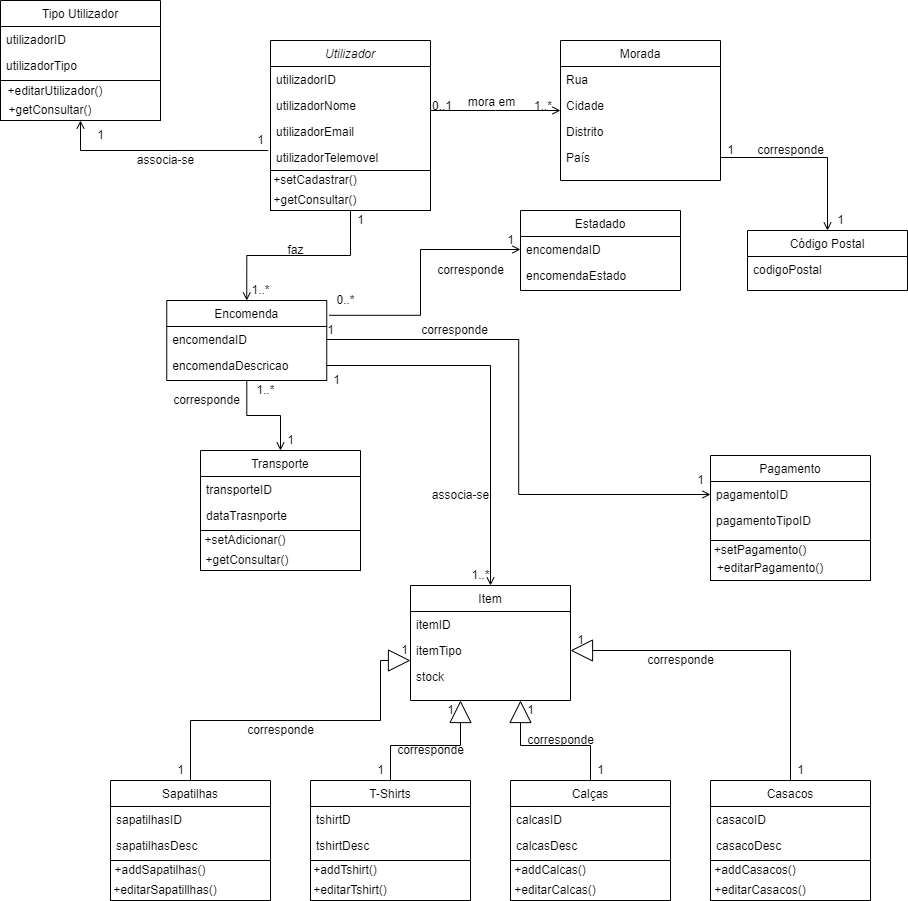 Tipo Utilizador
utilizadorID
utilizadorTipo
+editarUtilizador()
+getConsultar()
1
associa-se
1
Utilizador
utilizadorID
utilizadorNome
utilizadorEmail
utilizadorTelemovel
+setCadastrar()
+getConsultar()
0..1
mora em
1..*
Morada
Rua
Cidade
Distrito
País
1
corresponde
1
Código Postal
codigoPostal
1
faz
1..*
Estadado
encomendaID
encomendaEstado
1
corresponde
0..*
Encomenda
encomendaID
encomendaDescricao
1
corresponde
1
1..*
corresponde
1
Transporte
transporteID
dataTrasnporte
+setAdicionar()
+getConsultar()
associa-se
1..*
1
Pagamento
pagamentoID
pagamentoTipoID
+setPagamento()
+editarPagamento()
Item
itemID
itemTipo
stock
1
corresponde
1
1
corresponde
1
1
corresponde
1
1
corresponde
1
Sapatilhas
sapatilhasID
sapatilhasDesc
+addSapatilhas()
+editarSapatillhas()
T-Shirts
tshirtD
tshirtDesc
+addTshirt()
+editarTshirt()
Calças
calcasID
calcasDesc
+addCalcas()
+editarCalcas()
Casacos
casacoID
casacoDesc
+addCasacos()
+editarCasacos()